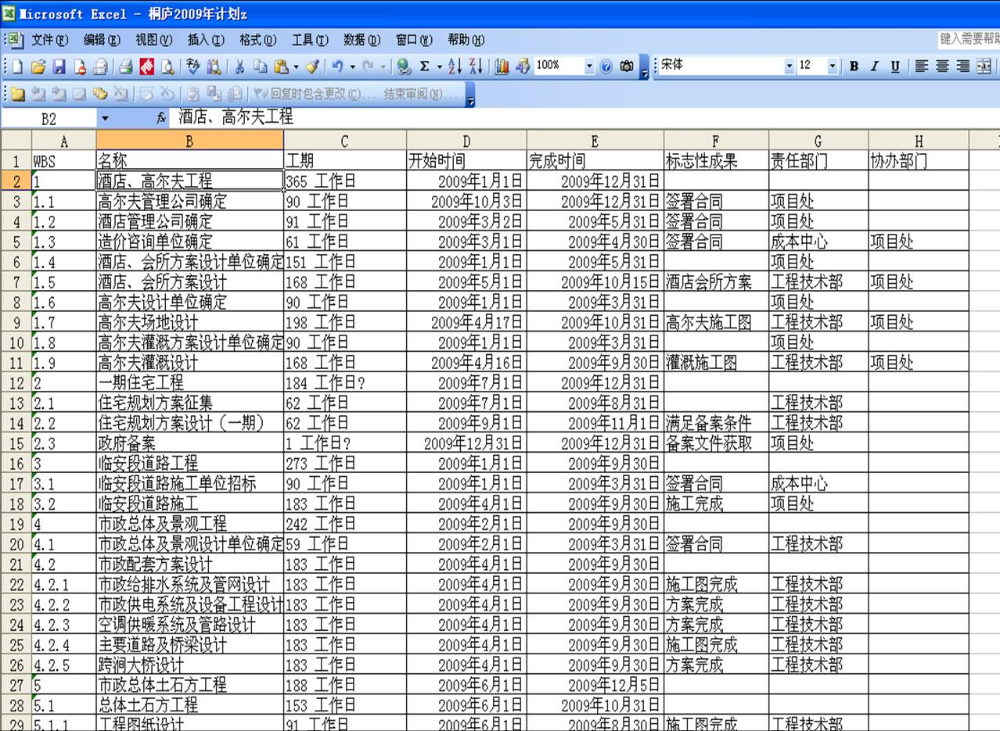 Microsoft Excel - 桐庐2009年计划z
文件(F) 编辑(E) 视图(V) 插入(I) 格式(O) 工具(T) 数据(D) 窗口(W) 帮助(H) 键入需要帮助
100% 宋体 12 B I U
回复时包含更改(C)... 结束审阅(N)...
B2 fx 酒店、高尔夫工程
A B C D E F G H
1 WBS 名称 工期 开始时间 完成时间 标志性成果 责任部门 协办部门
2 1 酒店、高尔夫工程 365 工作日 2009年1月1日 2009年12月31日
3 1.1 高尔夫管理公司确定 90 工作日 2009年10月3日 2009年12月31日 签署合同 项目处
4 1.2 酒店管理公司确定 91 工作日 2009年3月2日 2009年5月31日 签署合同 项目处
5 1.3 造价咨询单位确定 61 工作日 2009年3月1日 2009年4月30日 签署合同 成本中心 项目处
6 1.4 酒店、会所方案设计单位确定 151 工作日 2009年1月1日 2009年5月31日 项目处
7 1.5 酒店、会所方案设计 168 工作日 2009年5月1日 2009年10月15日 酒店会所方案 工程技术部 项目处
8 1.6 高尔夫设计单位确定 90 工作日 2009年1月1日 2009年3月31日 项目处
9 1.7 高尔夫场地设计 198 工作日 2009年4月17日 2009年10月31日 高尔夫施工图 工程技术部 项目处
10 1.8 高尔夫灌溉方案设计单位确定 90 工作日 2009年1月1日 2009年3月31日 项目处
11 1.9 高尔夫灌溉设计 168 工作日 2009年4月16日 2009年9月30日 灌溉施工图 工程技术部 项目处
12 2 一期住宅工程 184 工作日? 2009年7月1日 2009年12月31日
13 2.1 住宅规划方案征集 62 工作日 2009年7月1日 2009年8月31日 工程技术部
14 2.2 住宅规划方案设计（一期） 62 工作日 2009年9月1日 2009年11月1日 满足备案条件 工程技术部
15 2.3 政府备案 1 工作日? 2009年12月31日 2009年12月31日 备案文件获取 项目处
16 3 临安段道路工程 273 工作日 2009年1月1日 2009年9月30日
17 3.1 临安段道路施工单位招标 90 工作日 2009年1月1日 2009年3月31日 签署合同 成本中心
18 3.2 临安段道路施工 183 工作日 2009年4月1日 2009年9月30日 施工完成 项目处
19 4 市政总体及景观工程 242 工作日 2009年2月1日 2009年9月30日
20 4.1 市政总体及景观设计单位确定 59 工作日 2009年2月1日 2009年3月31日 签署合同 工程技术部
21 4.2 市政配套方案设计 183 工作日 2009年4月1日 2009年9月30日
22 4.2.1 市政给排水系统及管网设计 183 工作日 2009年4月1日 2009年9月30日 施工图完成 工程技术部
23 4.2.2 市政供电系统及设备工程设计 183 工作日 2009年4月1日 2009年9月30日 方案完成 工程技术部
24 4.2.3 空调供暖系统及管路设计 183 工作日 2009年4月1日 2009年9月30日 方案完成 工程技术部
25 4.2.4 主要道路及桥梁设计 183 工作日 2009年4月1日 2009年9月30日 施工图完成 工程技术部
26 4.2.5 跨涧大桥设计 183 工作日 2009年4月1日 2009年9月30日 方案完成 工程技术部
27 5 市政总体土石方工程 188 工作日 2009年6月1日 2009年12月5日
28 5.1 总体土石方工程 153 工作日 2009年6月1日 2009年10月31日
29 5.1.1 工程图纸设计 91 工作日 2009年6月1日 2009年8月30日 施工图完成 工程技术部